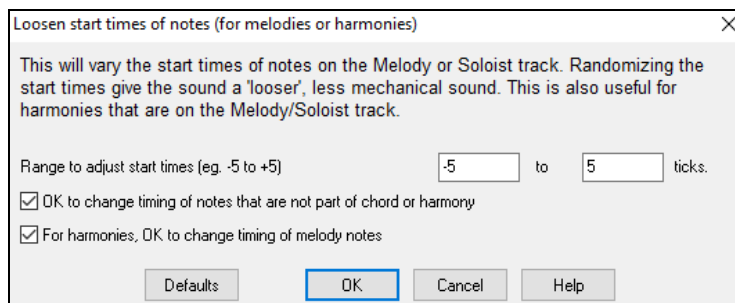 Loosen start times of notes (for melodies or harmonies)
This will vary the start times of notes on the Melody or Soloist track. Randomizing the
start times give the sound a 'looser', less mechanical sound. This is also useful for
harmonies that are on the Melody/Soloist track.
Range to adjust start times (eg. -5 to +5) -5 to 5 ticks.
OK to change timing of notes that are not part of chord or harmony
For harmonies, OK to change timing of melody notes
Defaults OK Cancel Help